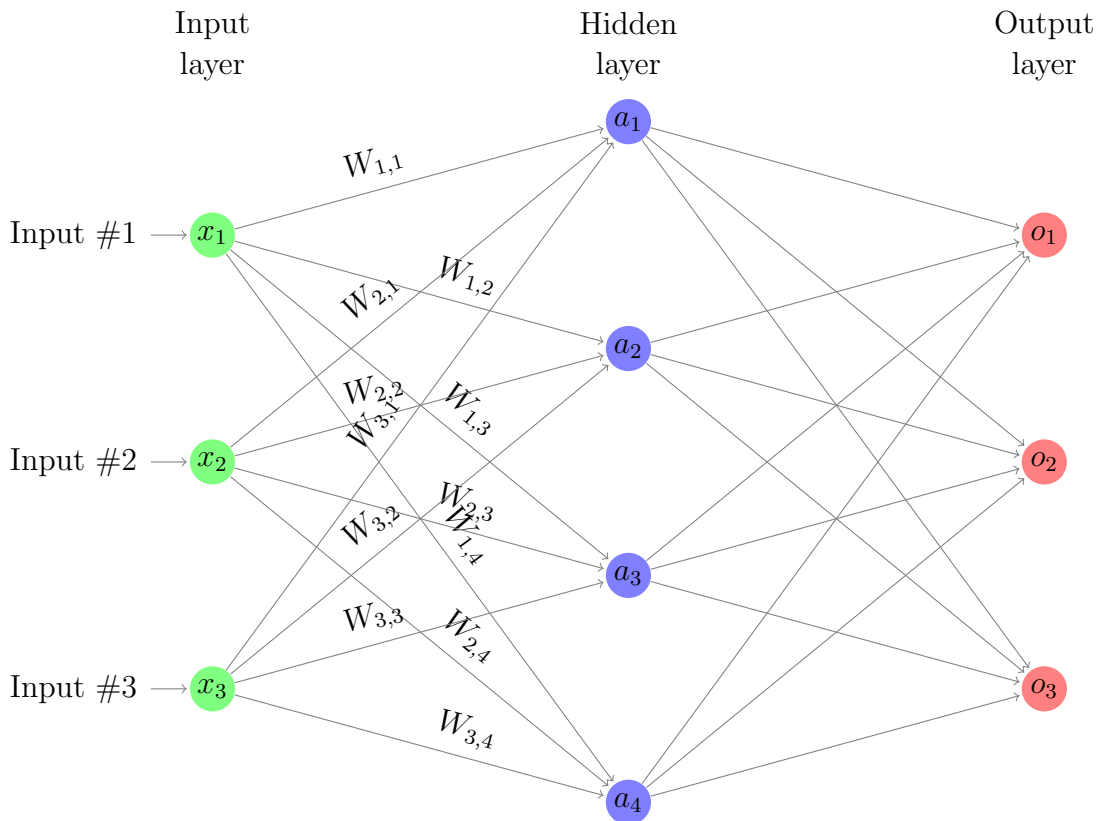 Input
layer
Hidden
layer
Output
layer
a₁
W₁,₁
Input #1
x₁
o₁
W₁,₂
W₂,₁
a₂
W₂,₂
W₁,₃
W₃,₁
Input #2
x₂
o₂
W₂,₃
W₃,₂
W₁,₄
a₃
W₃,₃
W₂,₄
Input #3
x₃
o₃
W₃,₄
a₄